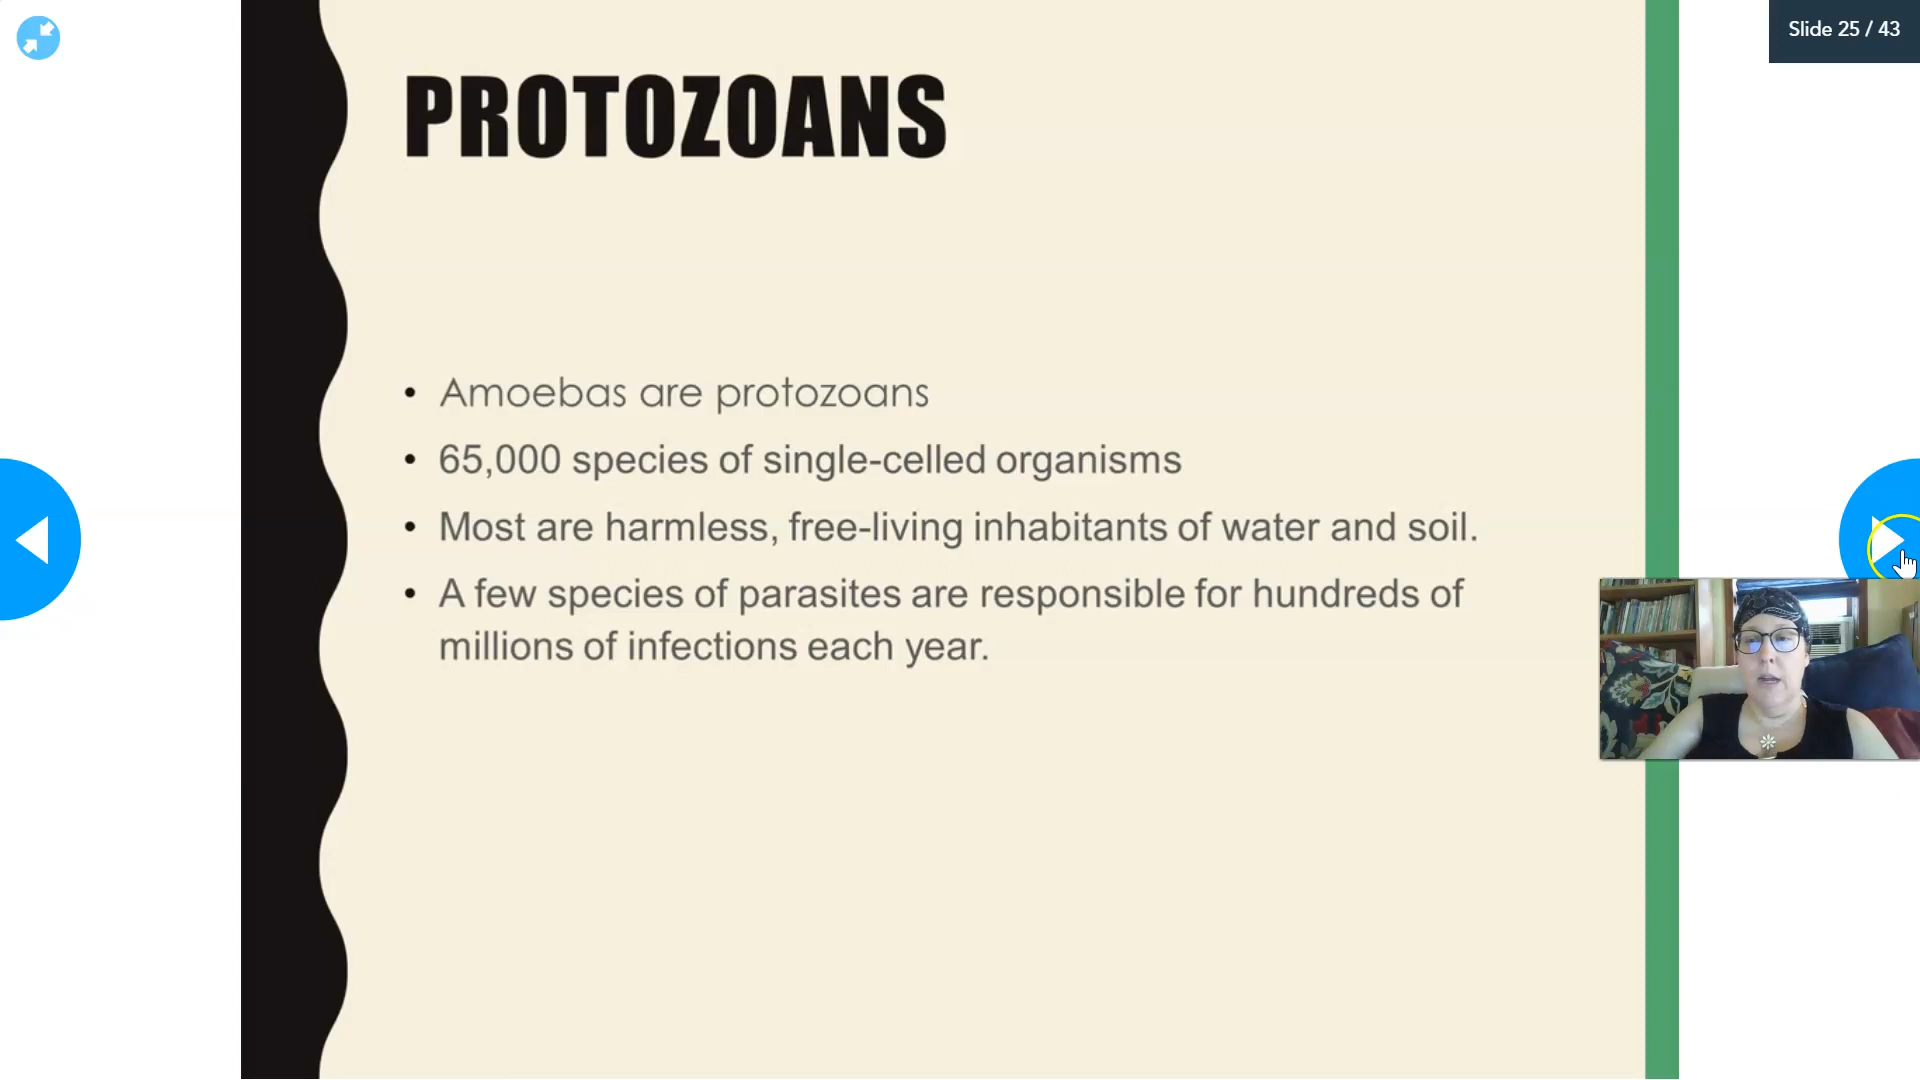 Slide 25 / 43
PROTOZOANS
• Amoebas are protozoans
• 65,000 species of single-celled organisms
• Most are harmless, free-living inhabitants of water and soil.
• A few species of parasites are responsible for hundreds of
millions of infections each year.